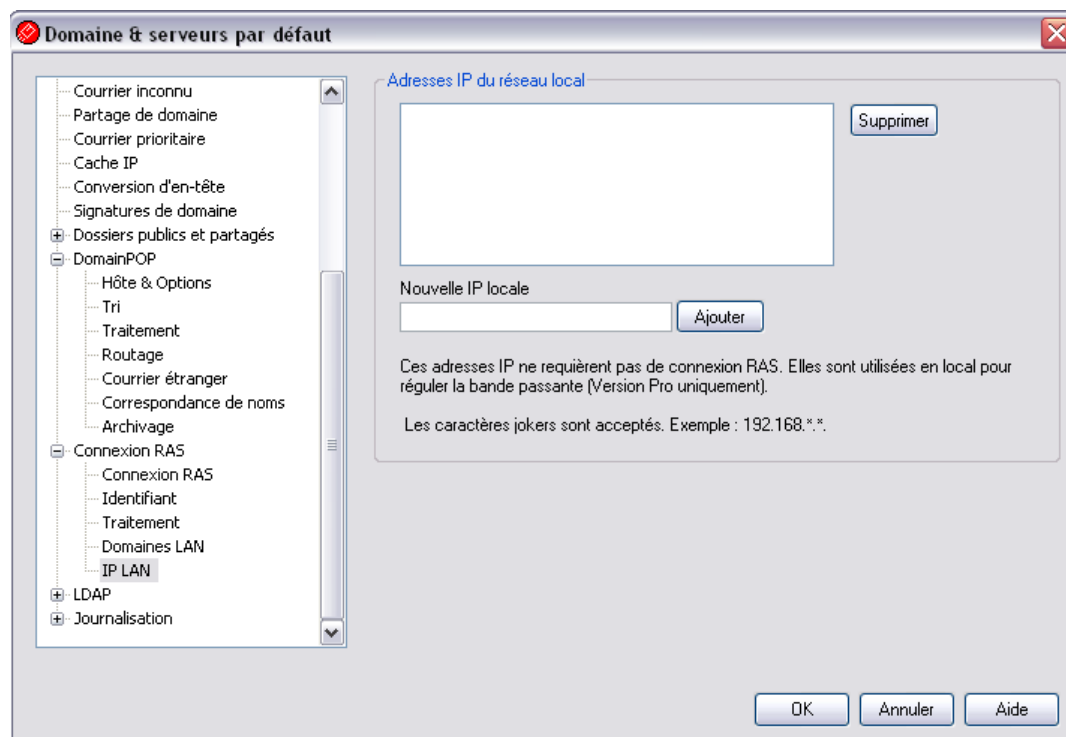 Domaine & serveurs par défaut
Courrier inconnu
Partage de domaine
Courrier prioritaire
Cache IP
Conversion d'en-tête
Signatures de domaine
Dossiers publics et partagés
DomainPOP
Hôte & Options
Tri
Traitement
Routage
Courrier étranger
Correspondance de noms
Archivage
Connexion RAS
Connexion RAS
Identifiant
Traitement
Domaines LAN
IP LAN
LDAP
Journalisation
Adresses IP du réseau local
Supprimer
Nouvelle IP locale
Ajouter
Ces adresses IP ne requièrent pas de connexion RAS. Elles sont utilisées en local pour
réguler la bande passante (Version Pro uniquement).
Les caractères jokers sont acceptés. Exemple : 192.168.*.*.
OK
Annuler
Aide